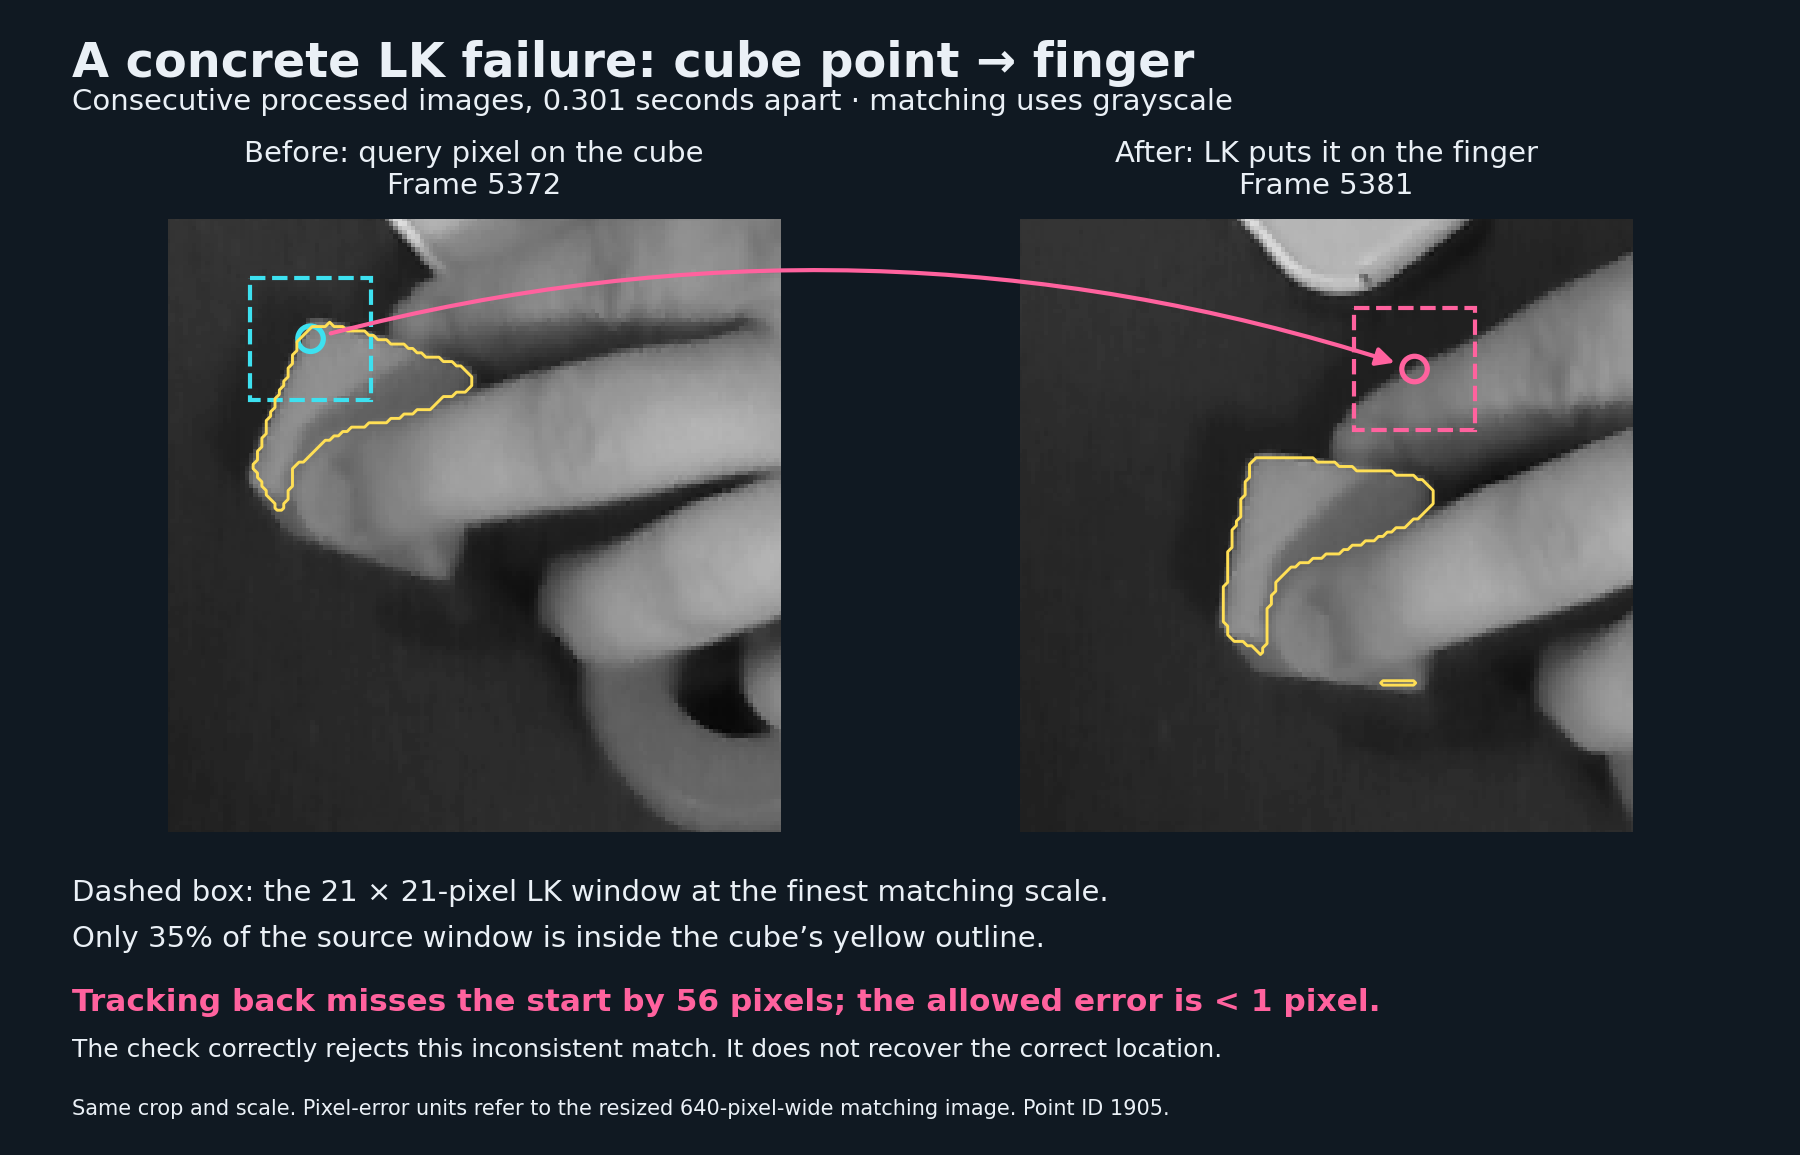 A concrete LK failure: cube point → finger
Consecutive processed images, 0.301 seconds apart · matching uses grayscale
Before: query pixel on the cube
Frame 5372
After: LK puts it on the finger
Frame 5381
Dashed box: the 21 × 21-pixel LK window at the finest matching scale.
Only 35% of the source window is inside the cube’s yellow outline.
Tracking back misses the start by 56 pixels; the allowed error is < 1 pixel.
The check correctly rejects this inconsistent match. It does not recover the correct location.
Same crop and scale. Pixel-error units refer to the resized 640-pixel-wide matching image. Point ID 1905.